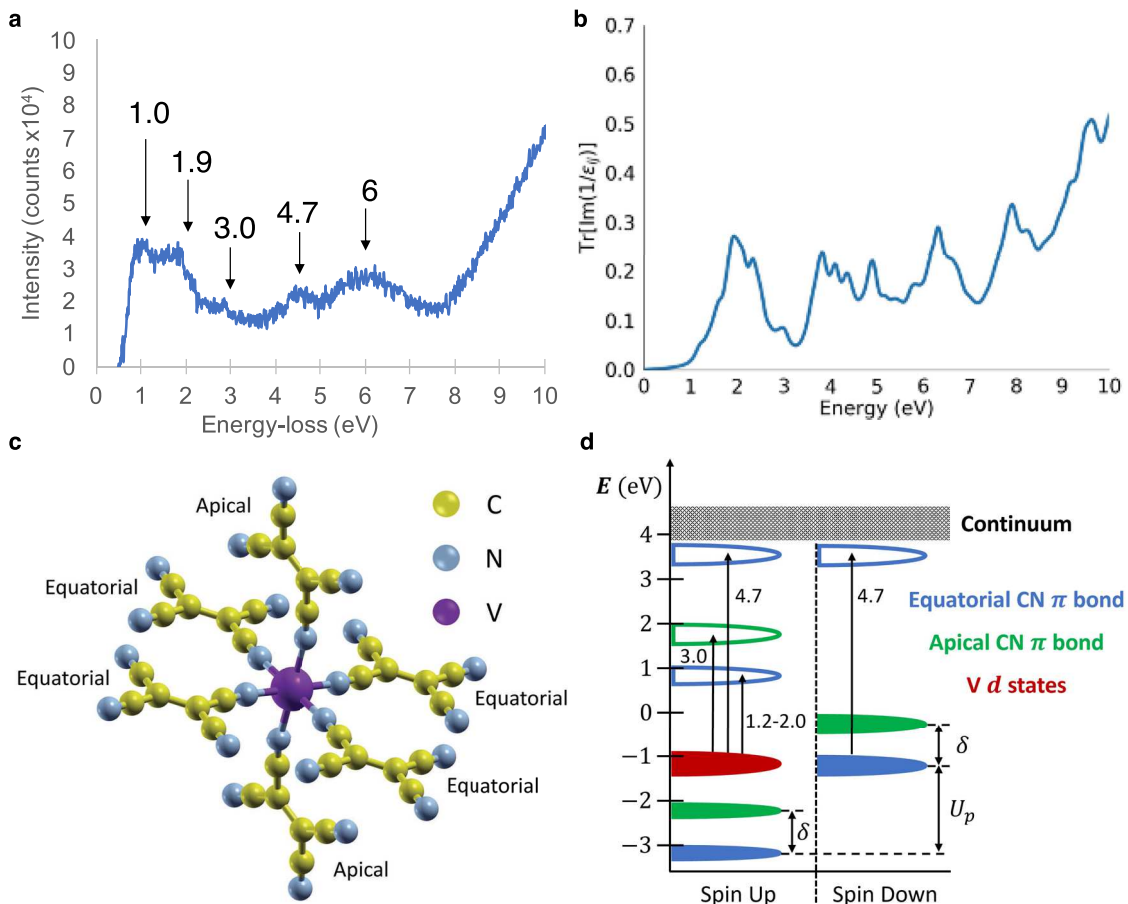 a
Intensity (counts x10⁴)
10
9
8
7
6
5
4
3
2
1
0
1.0
1.9
3.0
4.7
6
0 1 2 3 4 5 6 7 8 9 10
Energy-loss (eV)
b
Tr[Im(1/ε_ij)]
0.7
0.6
0.5
0.4
0.3
0.2
0.1
0.0
0 1 2 3 4 5 6 7 8 9 10
Energy (eV)
c
Apical
C
N
V
Equatorial
Equatorial
Equatorial
Equatorial
Apical
d
E (eV)
4
3
2
1
0
−1
−2
−3
Continuum
4.7
4.7
3.0
1.2-2.0
Equatorial CN π bond
Apical CN π bond
V d states
δ
U_p
δ
Spin Up
Spin Down